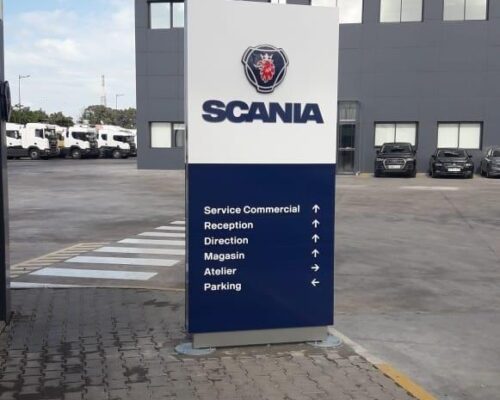 SCANIA
Service Commercial ↑
Reception ↑
Direction ↑
Magasin ↑
Atelier →
Parking ←